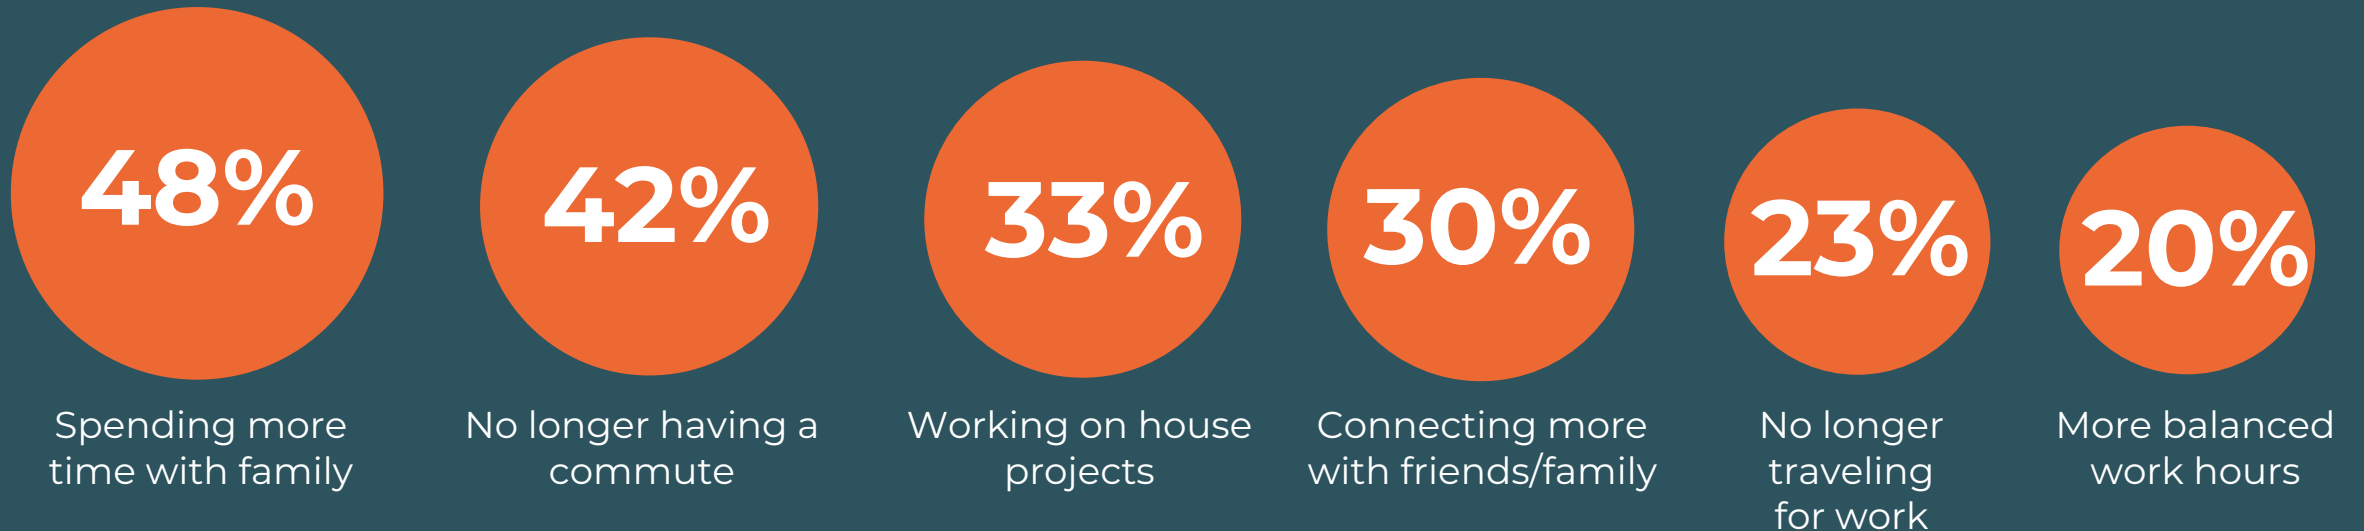 48%
Spending more
time with family
42%
No longer having a
commute
33%
Working on house
projects
30%
Connecting more
with friends/family
23%
No longer
traveling
for work
20%
More balanced
work hours